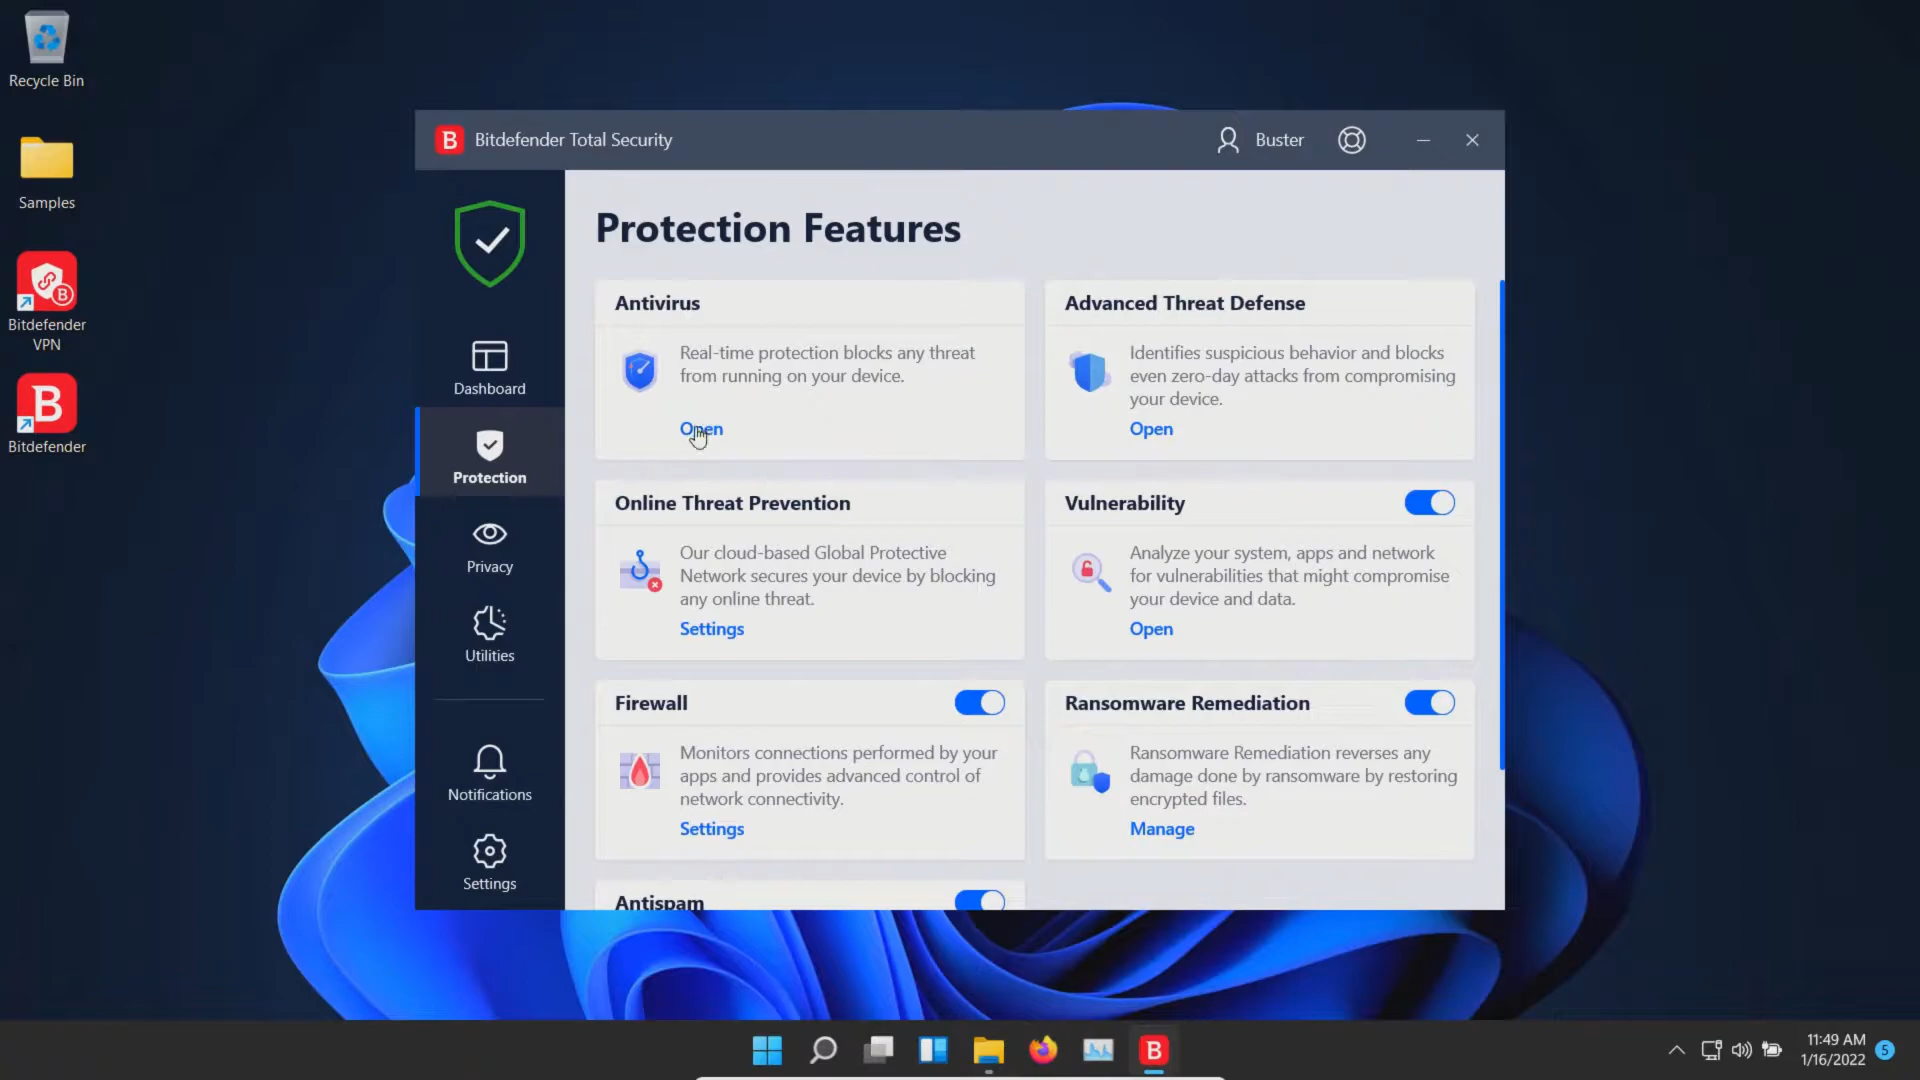 Recycle Bin
Samples
Bitdefender
VPN
Bitdefender
B Bitdefender Total Security
Buster
Dashboard
Protection
Privacy
Utilities
Notifications
Settings
Protection Features
Antivirus
Real-time protection blocks any threat
from running on your device.
Open
Advanced Threat Defense
Identifies suspicious behavior and blocks
even zero-day attacks from compromising
your device.
Open
Online Threat Prevention
Our cloud-based Global Protective
Network secures your device by blocking
any online threat.
Settings
Vulnerability
Analyze your system, apps and network
for vulnerabilities that might compromise
your device and data.
Open
Firewall
Monitors connections performed by your
apps and provides advanced control of
network connectivity.
Settings
Ransomware Remediation
Ransomware Remediation reverses any
damage done by ransomware by restoring
encrypted files.
Manage
Antispam
B
11:49 AM
1/16/2022
5